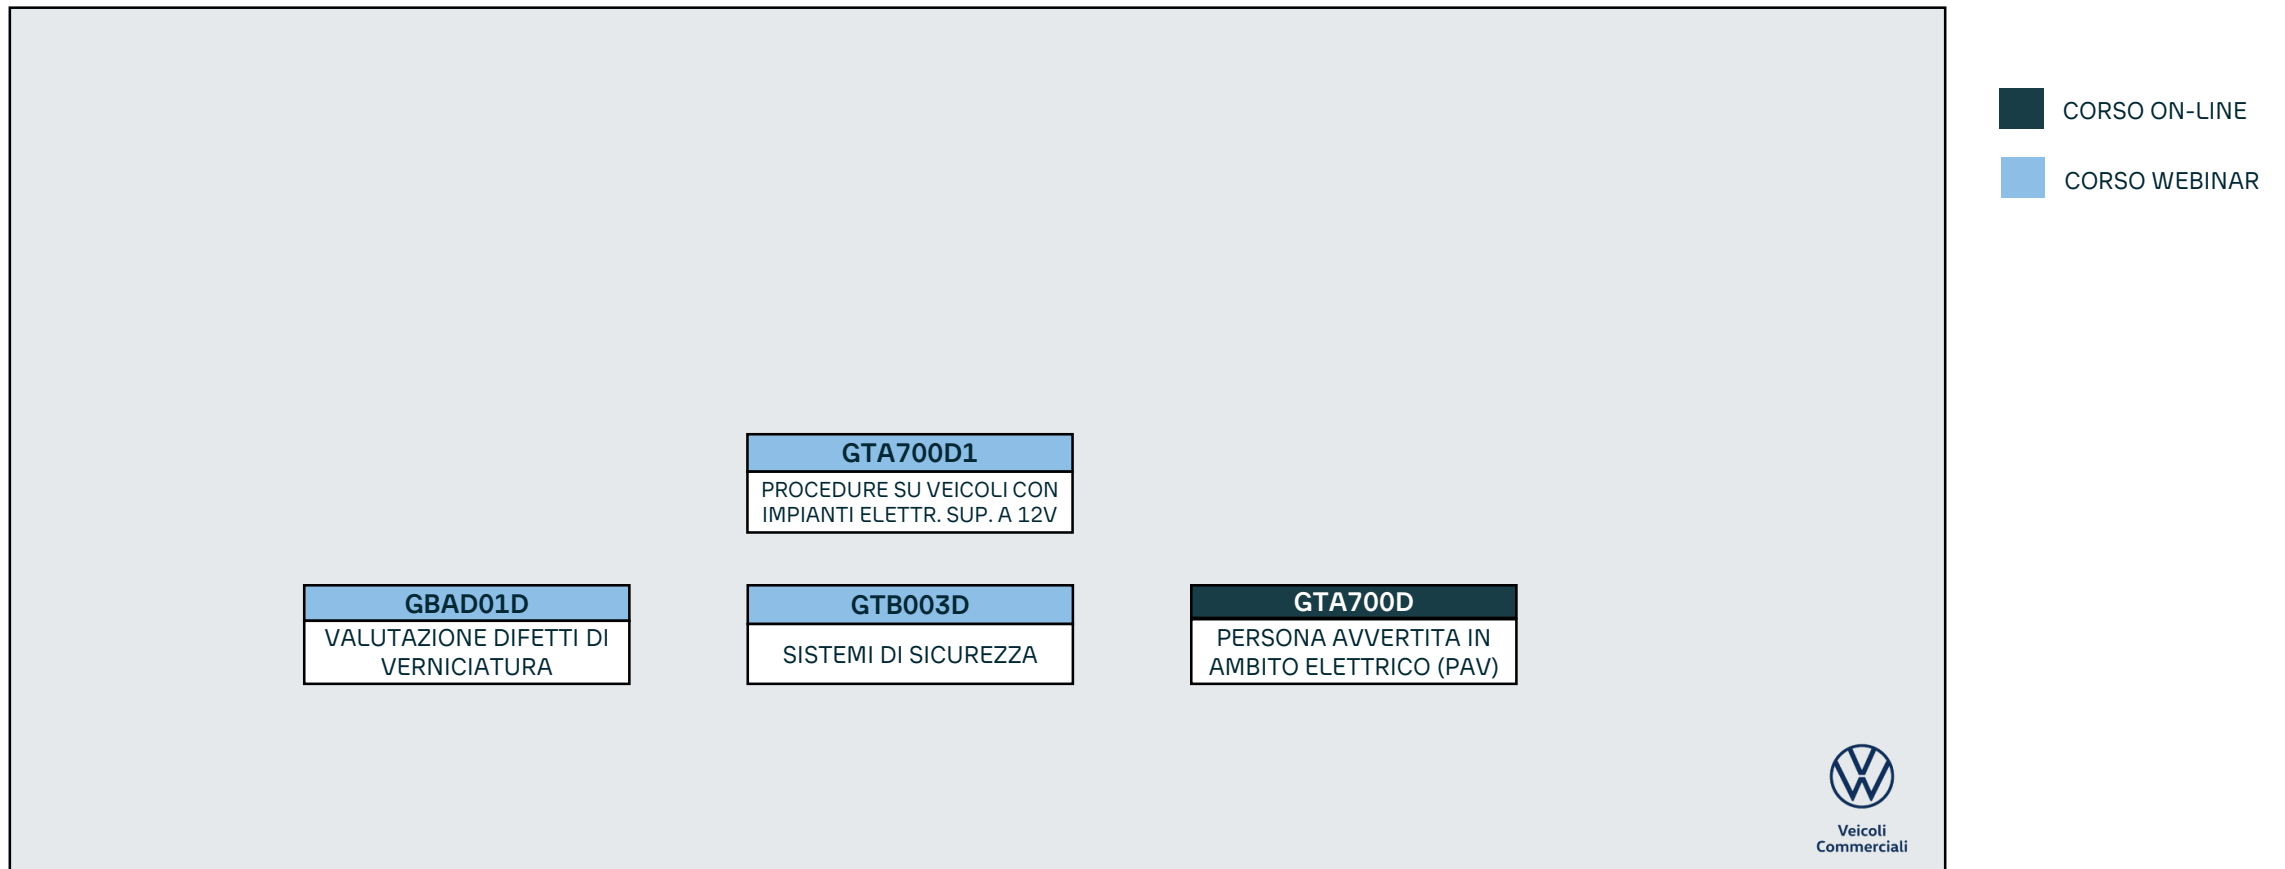 CORSO ON-LINE
CORSO WEBINAR
GTA700D1
PROCEDURE SU VEICOLI CON
IMPIANTI ELETTR. SUP. A 12V
GBAD01D
VALUTAZIONE DIFETTI DI
VERNICIATURA
GTB003D
SISTEMI DI SICUREZZA
GTA700D
PERSONA AVVERTITA IN
AMBITO ELETTRICO (PAV)
Veicoli
Commerciali